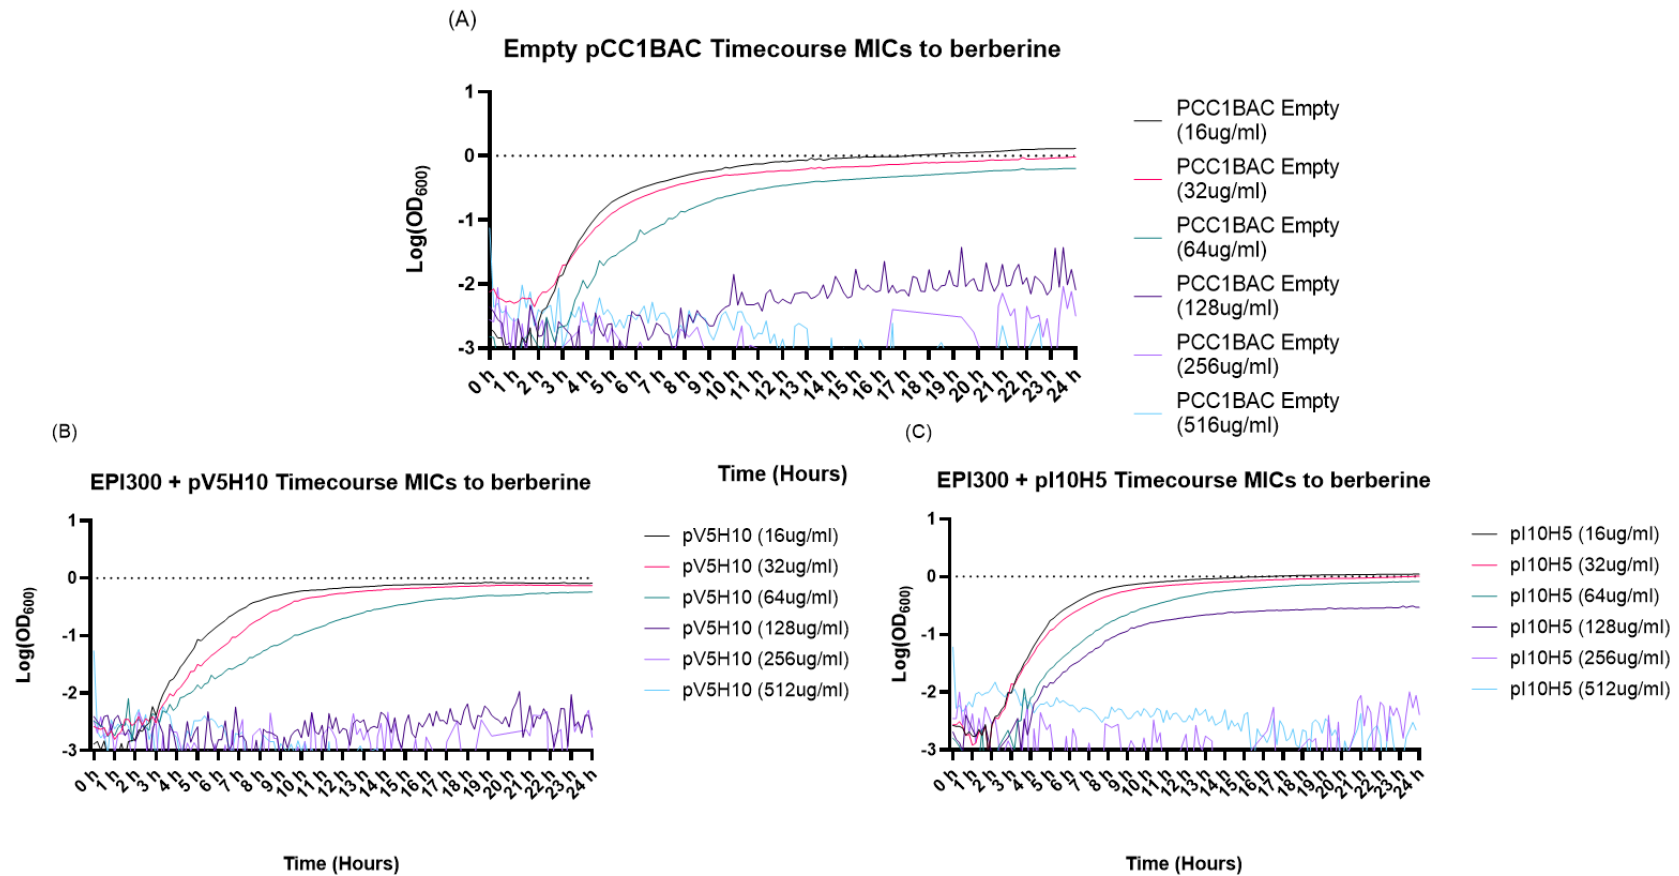 (A)
Empty pCC1BAC Timecourse MICs to berberine
Log(OD600)
1
0
-1
-2
-3
0 h
1 h
2 h
2 h
3 h
4 h
5 h
6 h
7 h
8 h
9 h
10 h
11 h
12 h
13 h
14 h
15 h
16 h
17 h
18 h
19 h
20 h
21 h
22 h
23 h
24 h
PCC1BAC Empty
(16ug/ml)
PCC1BAC Empty
(32ug/ml)
PCC1BAC Empty
(64ug/ml)
PCC1BAC Empty
(128ug/ml)
PCC1BAC Empty
(256ug/ml)
PCC1BAC Empty
(516ug/ml)
Time (Hours)
(B)
EPI300 + pV5H10 Timecourse MICs to berberine
Log(OD600)
1
0
-1
-2
-3
0 h
1 h
2 h
3 h
3 h
4 h
5 h
6 h
7 h
8 h
9 h
10 h
11 h
12 h
13 h
14 h
15 h
16 h
17 h
18 h
19 h
20 h
21 h
22 h
24 h
pV5H10 (16ug/ml)
pV5H10 (32ug/ml)
pV5H10 (64ug/ml)
pV5H10 (128ug/ml)
pV5H10 (256ug/ml)
pV5H10 (512ug/ml)
Time (Hours)
(C)
EPI300 + pI10H5 Timecourse MICs to berberine
Log(OD600)
1
0
-1
-2
-3
0 h
1 h
2 h
3 h
4 h
5 h
6 h
7 h
8 h
9 h
10 h
11 h
12 h
13 h
14 h
15 h
16 h
17 h
18 h
19 h
20 h
21 h
22 h
23 h
24 h
pI10H5 (16ug/ml)
pI10H5 (32ug/ml)
pI10H5 (64ug/ml)
pI10H5 (128ug/ml)
pI10H5 (256ug/ml)
pI10H5 (512ug/ml)
Time (Hours)